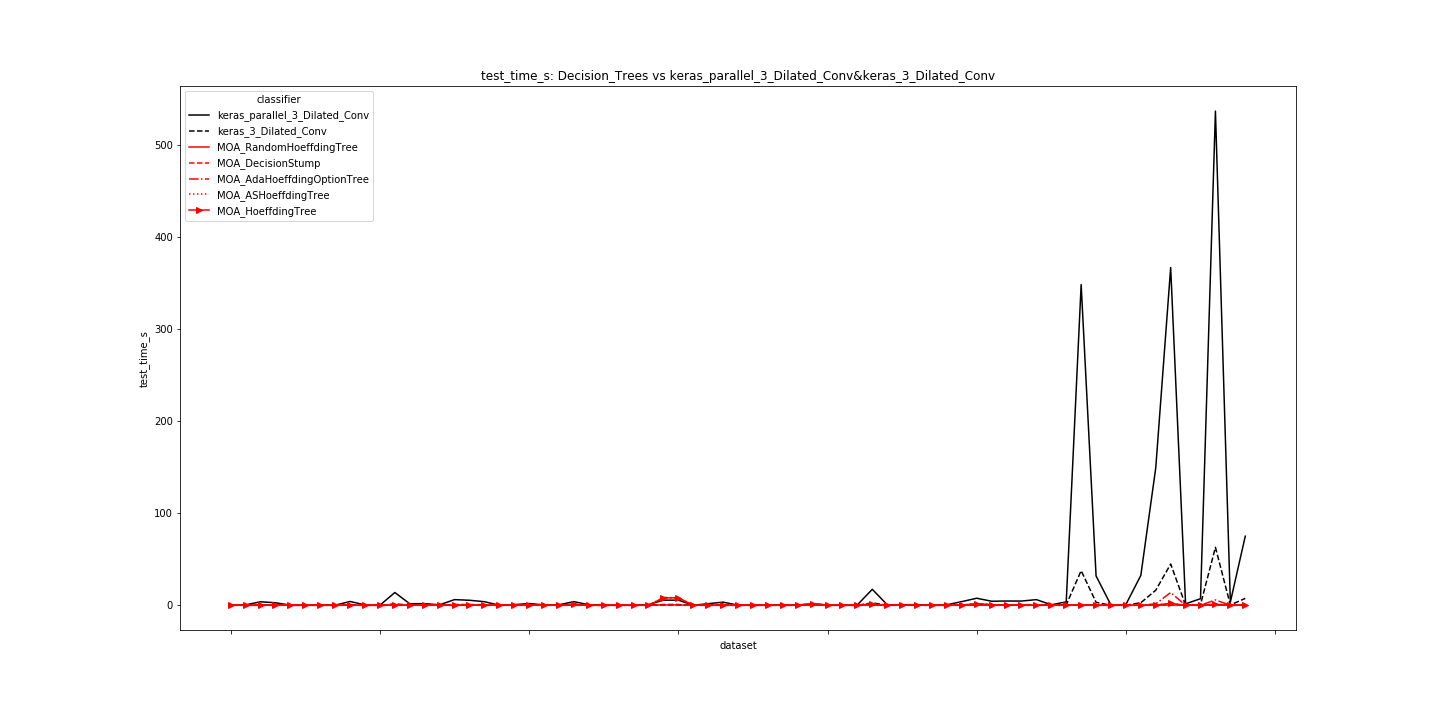 test_time_s: Decision_Trees vs keras_parallel_3_Dilated_Conv&keras_3_Dilated_Conv
classifier
keras_parallel_3_Dilated_Conv
keras_3_Dilated_Conv
MOA_RandomHoeffdingTree
MOA_DecisionStump
MOA_AdaHoeffdingOptionTree
MOA_ASHoeffdingTree
MOA_HoeffdingTree
500
400
300
200
100
0
test_time_s
dataset